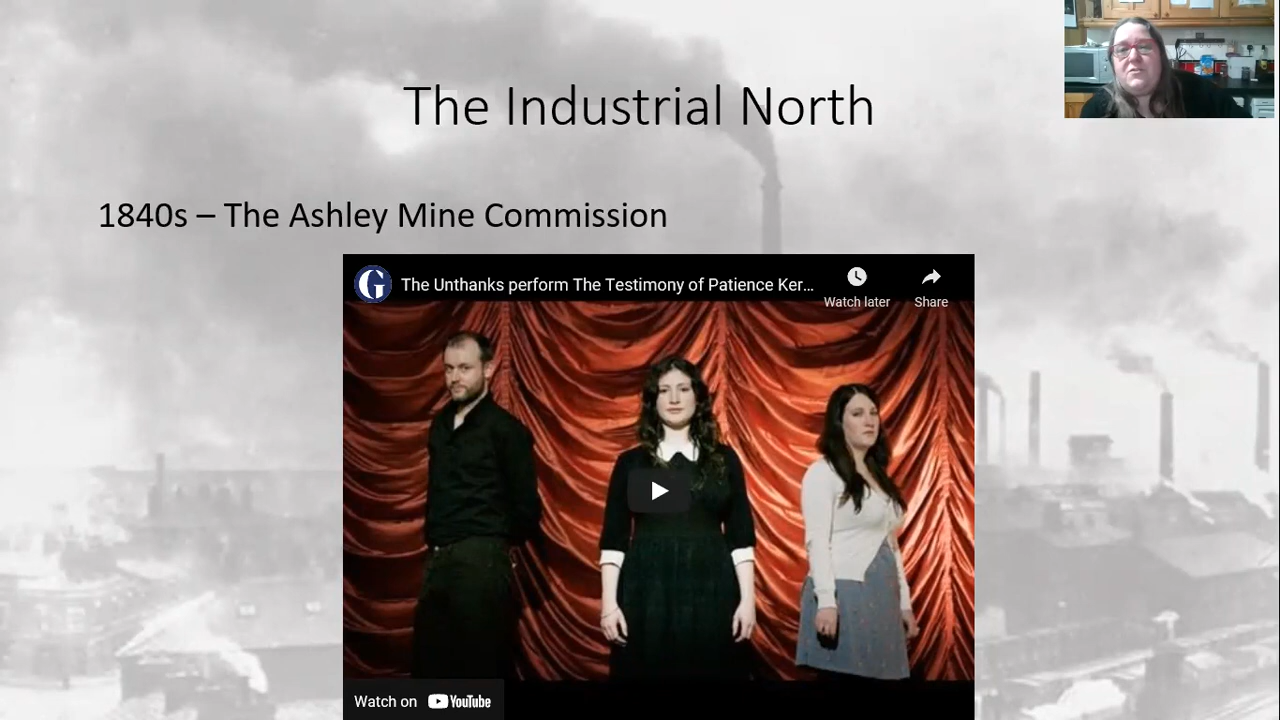 The Industrial North
1840s – The Ashley Mine Commission
G
The Unthanks perform The Testimony of Patience Ker...
Watch later
Share
Watch on YouTube